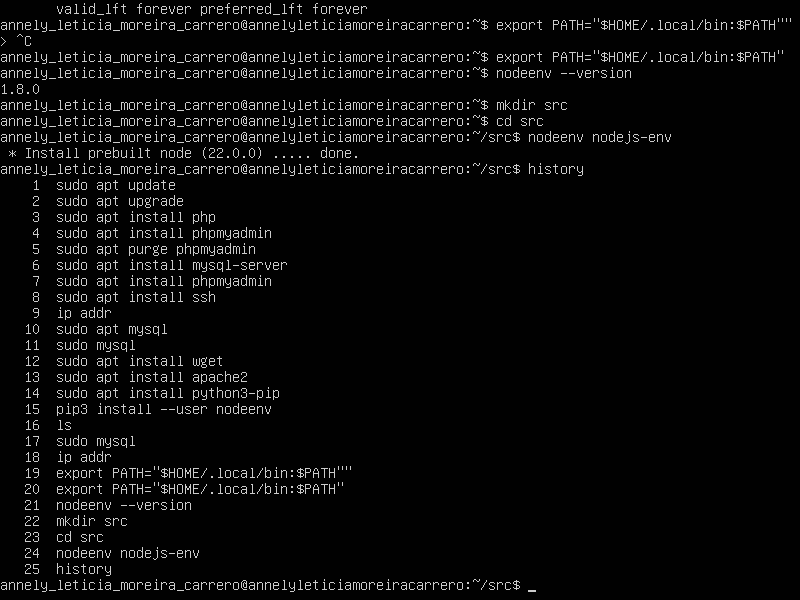 valid_lft forever preferred_lft forever
annely_leticia_moreira_carrero@annelyleticiamoreiracarrero:~$ export PATH="$HOME/.local/bin:$PATH""
> ^C
annely_leticia_moreira_carrero@annelyleticiamoreiracarrero:~$ export PATH="$HOME/.local/bin:$PATH"
annely_leticia_moreira_carrero@annelyleticiamoreiracarrero:~$ nodeenv --version
1.8.0
annely_leticia_moreira_carrero@annelyleticiamoreiracarrero:~$ mkdir src
annely_leticia_moreira_carrero@annelyleticiamoreiracarrero:~$ cd src
annely_leticia_moreira_carrero@annelyleticiamoreiracarrero:~/src$ nodeenv nodejs-env
 * Install prebuilt node (22.0.0) ..... done.
annely_leticia_moreira_carrero@annelyleticiamoreiracarrero:~/src$ history
    1  sudo apt update
    2  sudo apt upgrade
    3  sudo apt install php
    4  sudo apt install phpmyadmin
    5  sudo apt purge phpmyadmin
    6  sudo apt install mysql-server
    7  sudo apt install phpmyadmin
    8  sudo apt install ssh
    9  ip addr
   10  sudo apt mysql
   11  sudo mysql
   12  sudo apt install wget
   13  sudo apt install apache2
   14  sudo apt install python3-pip
   15  pip3 install --user nodeenv
   16  ls
   17  sudo mysql
   18  ip addr
   19  export PATH="$HOME/.local/bin:$PATH""
   20  export PATH="$HOME/.local/bin:$PATH"
   21  nodeenv --version
   22  mkdir src
   23  cd src
   24  nodeenv nodejs-env
   25  history
annely_leticia_moreira_carrero@annelyleticiamoreiracarrero:~/src$ _